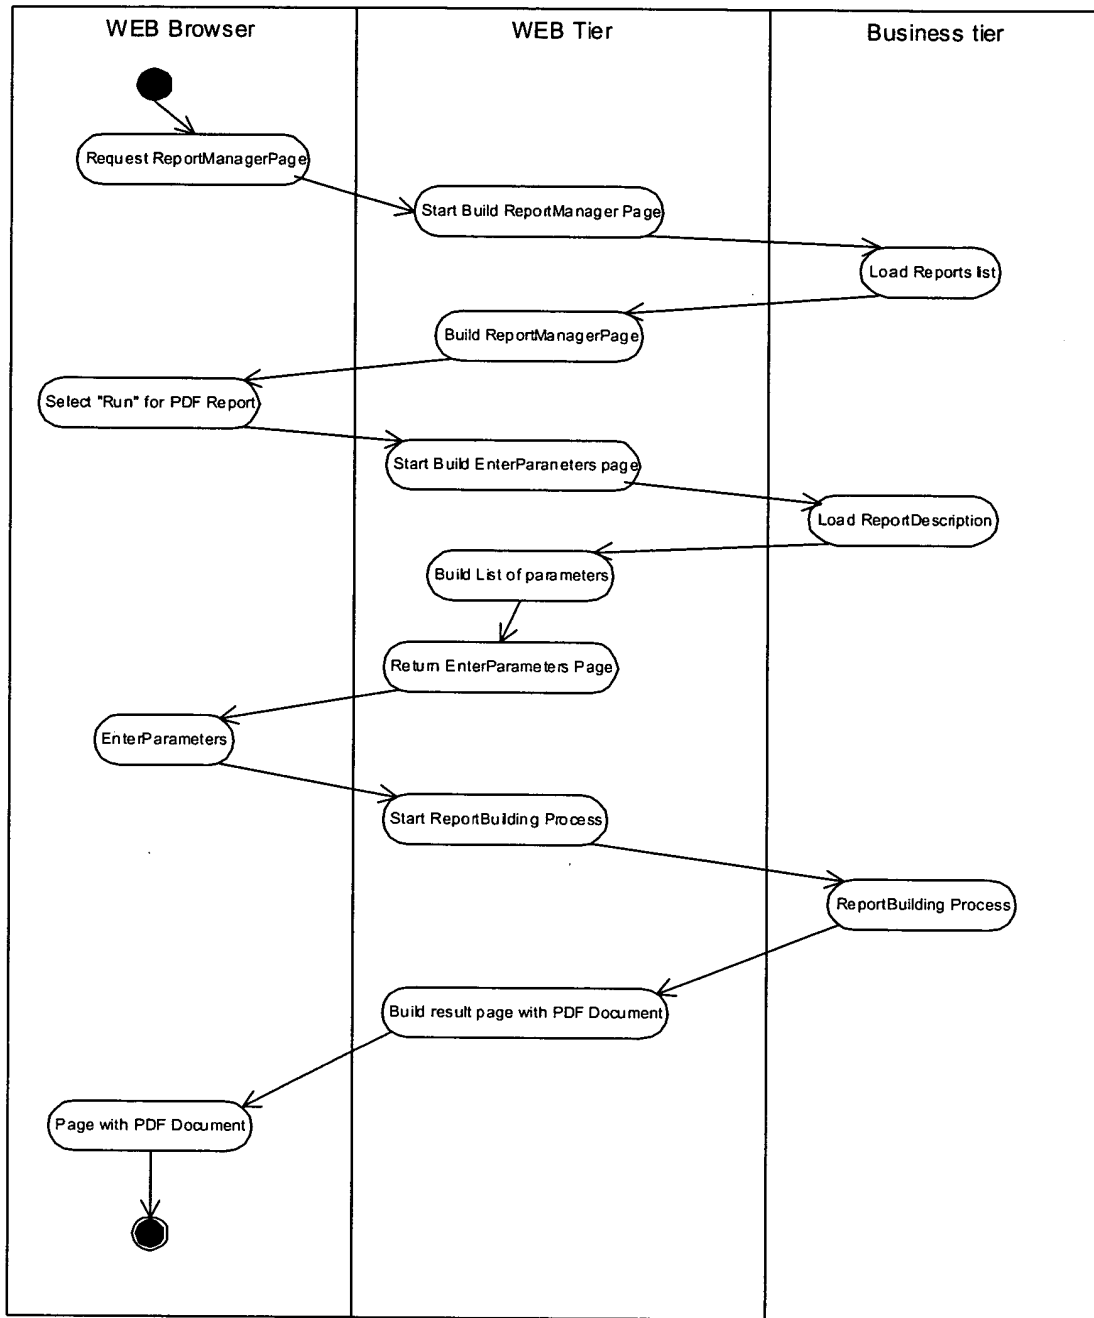 WEB Browser
WEB Tier
Business tier
Request ReportManagerPage
Start Build ReportManager Page
Load Reports list
Build ReportManagerPage
Select "Run" for PDF Report
Start Build EnterParaneters page
Load ReportDescription
Build List of parameters
Return EnterParameters Page
EnterParameters
Start ReportBuilding Process
ReportBuilding Process
Build result page with PDF Document
Page with PDF Document